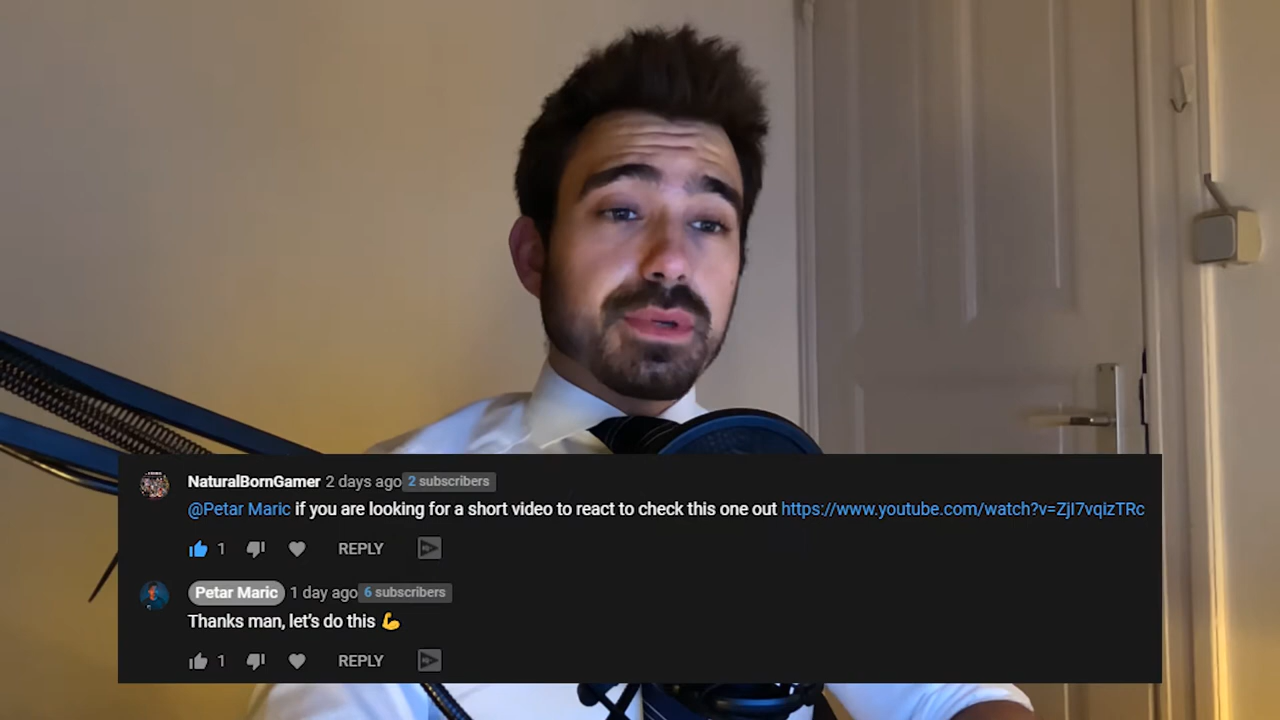 NaturalBornGamer 2 days ago 2 subscribers
@Petar Maric if you are looking for a short video to react to check this one out https://www.youtube.com/watch?v=ZjI7vqizTRc
1 REPLY
Petar Maric 1 day ago 6 subscribers
Thanks man, let's do this 💪
1 REPLY